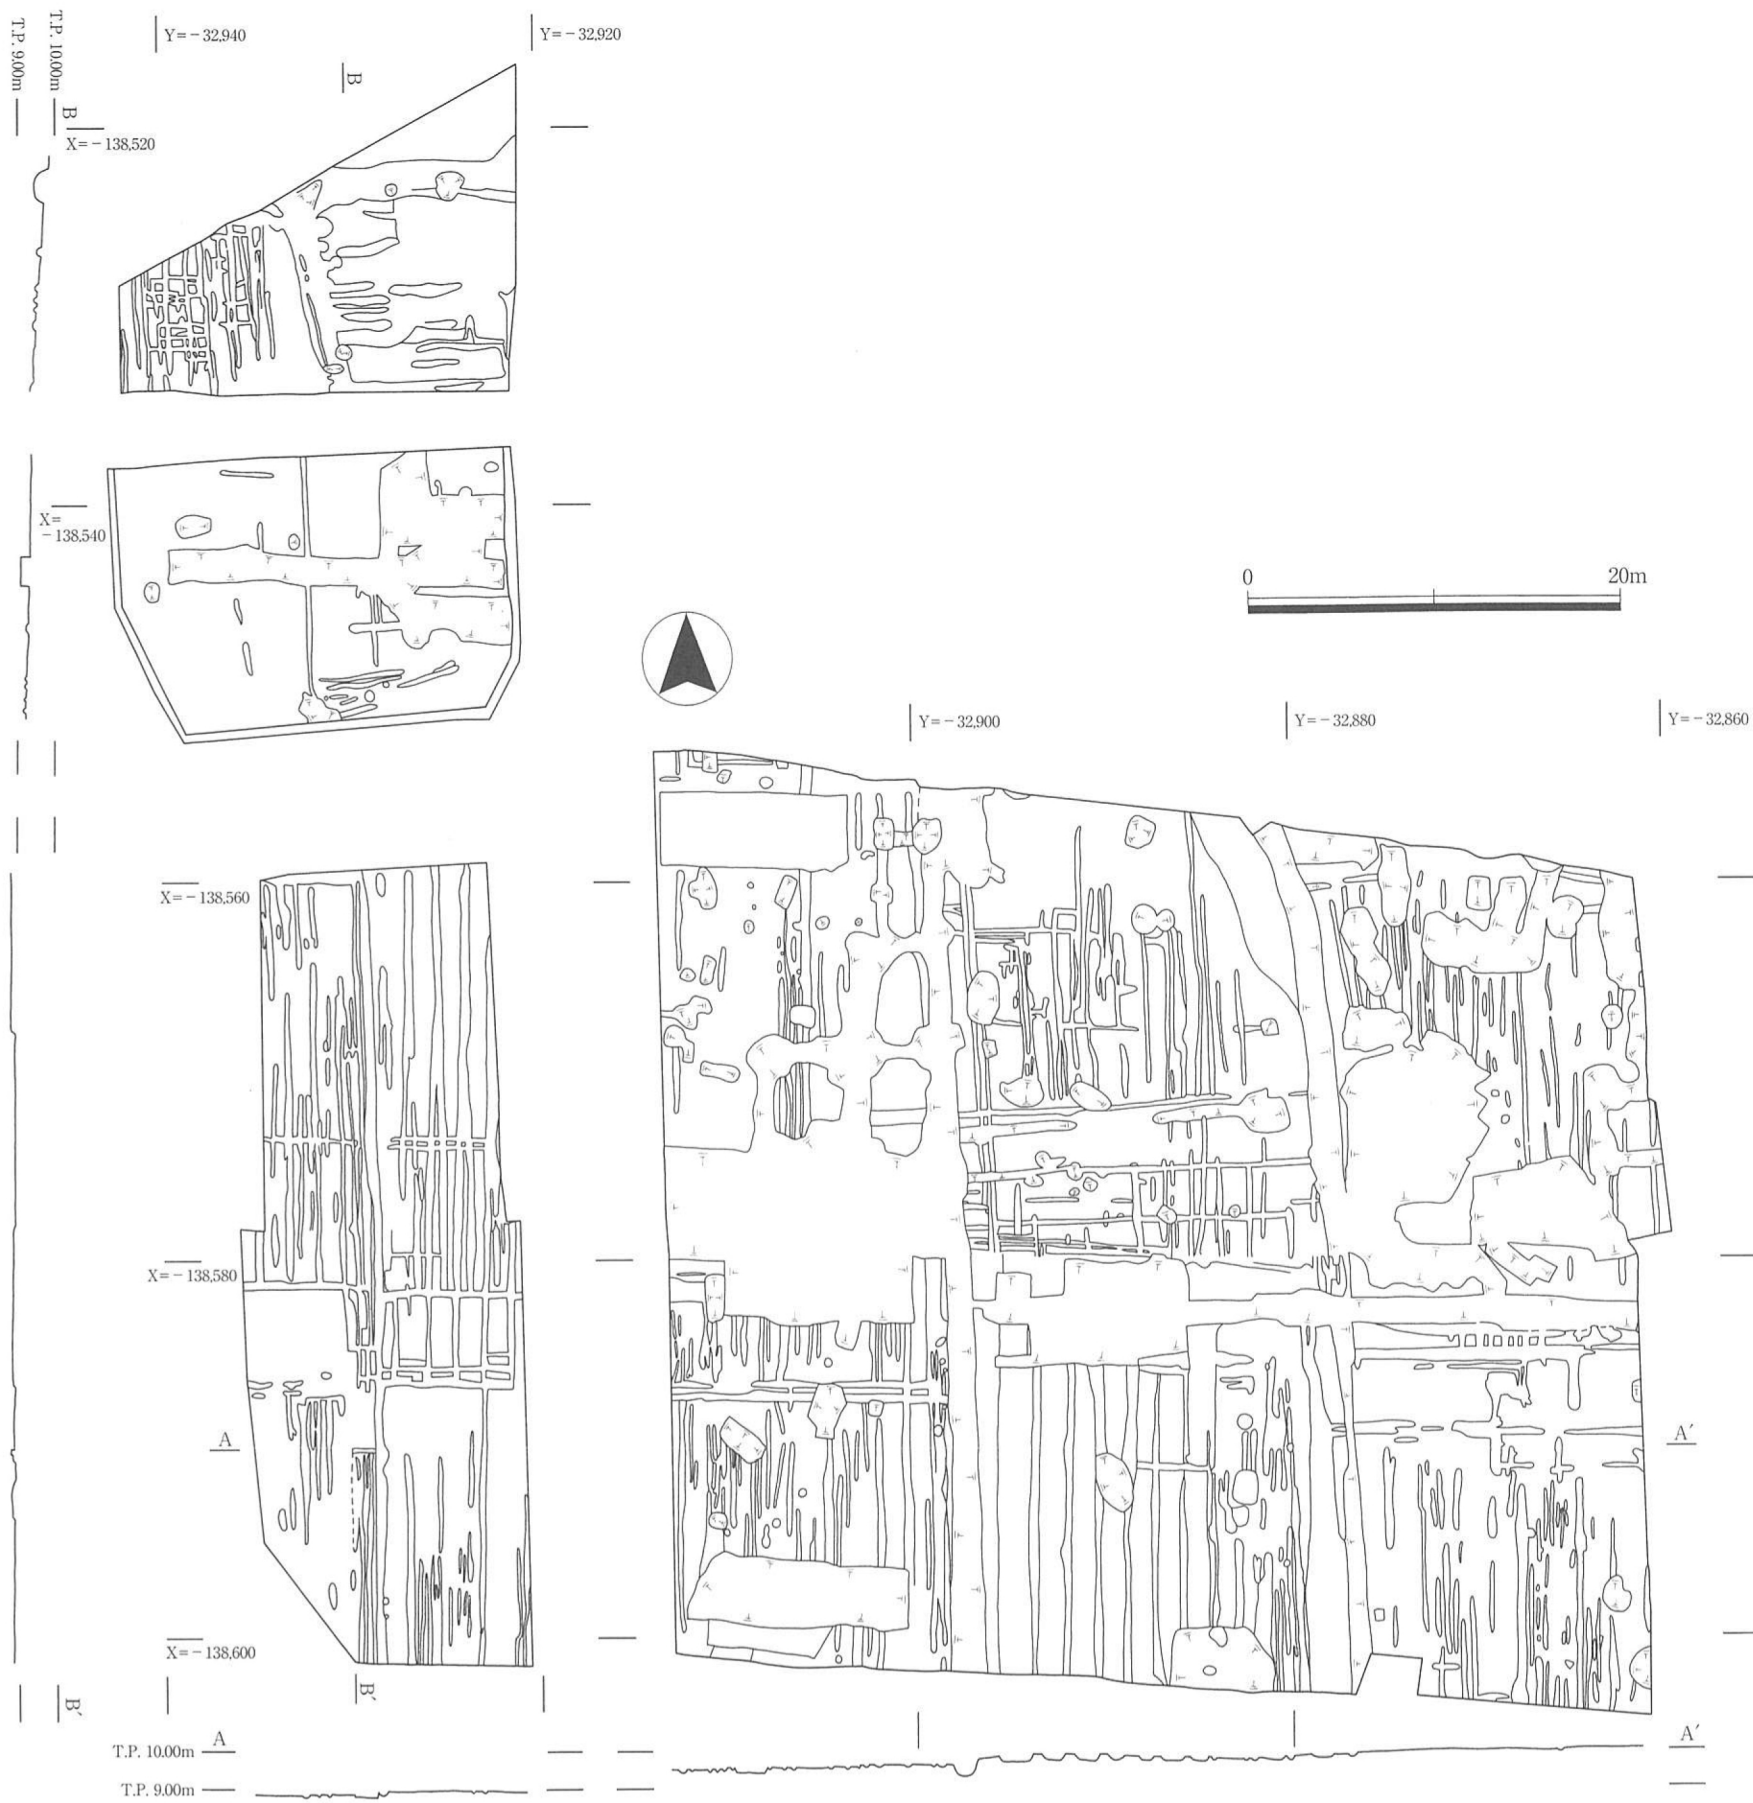 T.P. 9.00m
T.P. 10.00m
Y=-32,940
Y=-32,920
B
B
X=-138,520
X=
-138,540
0
20m
Y=-32,900
Y=-32,880
Y=-32,860
X=-138,560
X=-138,580
A
A′
X=-138,600
B′
B′
T.P. 10.00m
A
A′
T.P. 9.00m